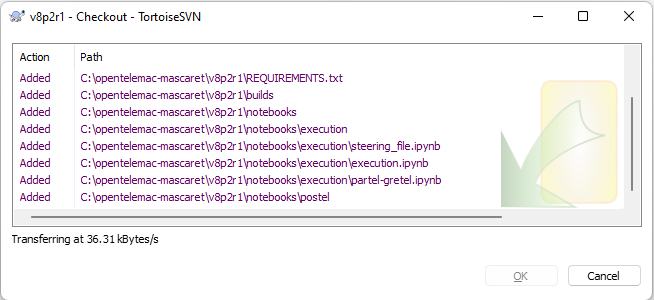 v8p2r1 - Checkout - TortoiseSVN
Action Path
Added C:\opentelemac-mascaret\v8p2r1\REQUIREMENTS.txt
Added C:\opentelemac-mascaret\v8p2r1\builds
Added C:\opentelemac-mascaret\v8p2r1\notebooks
Added C:\opentelemac-mascaret\v8p2r1\notebooks\execution
Added C:\opentelemac-mascaret\v8p2r1\notebooks\execution\steering_file.ipynb
Added C:\opentelemac-mascaret\v8p2r1\notebooks\execution\execution.ipynb
Added C:\opentelemac-mascaret\v8p2r1\notebooks\execution\partel-gretel.ipynb
Added C:\opentelemac-mascaret\v8p2r1\notebooks\postel
Transferring at 36.31 kBytes/s
OK Cancel